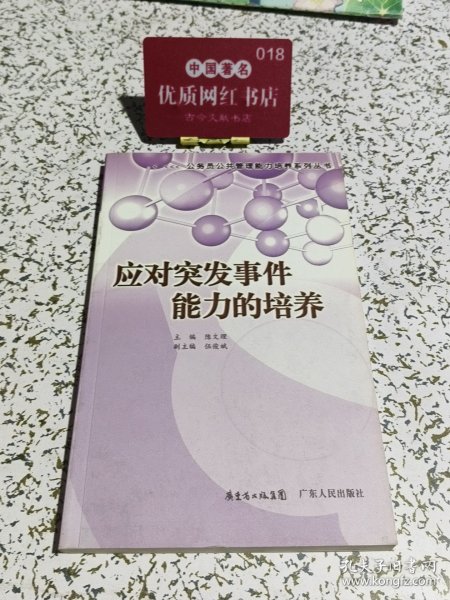 018
中国著名
优质网红书店
古今文献书店
公务员公共管理能力培养系列丛书
应对突发事件
能力的培养
主 编 陈文理
副主编 伍俊斌
广东省出版集团 广东人民出版社
孔夫子旧书网
www.kongfz.com